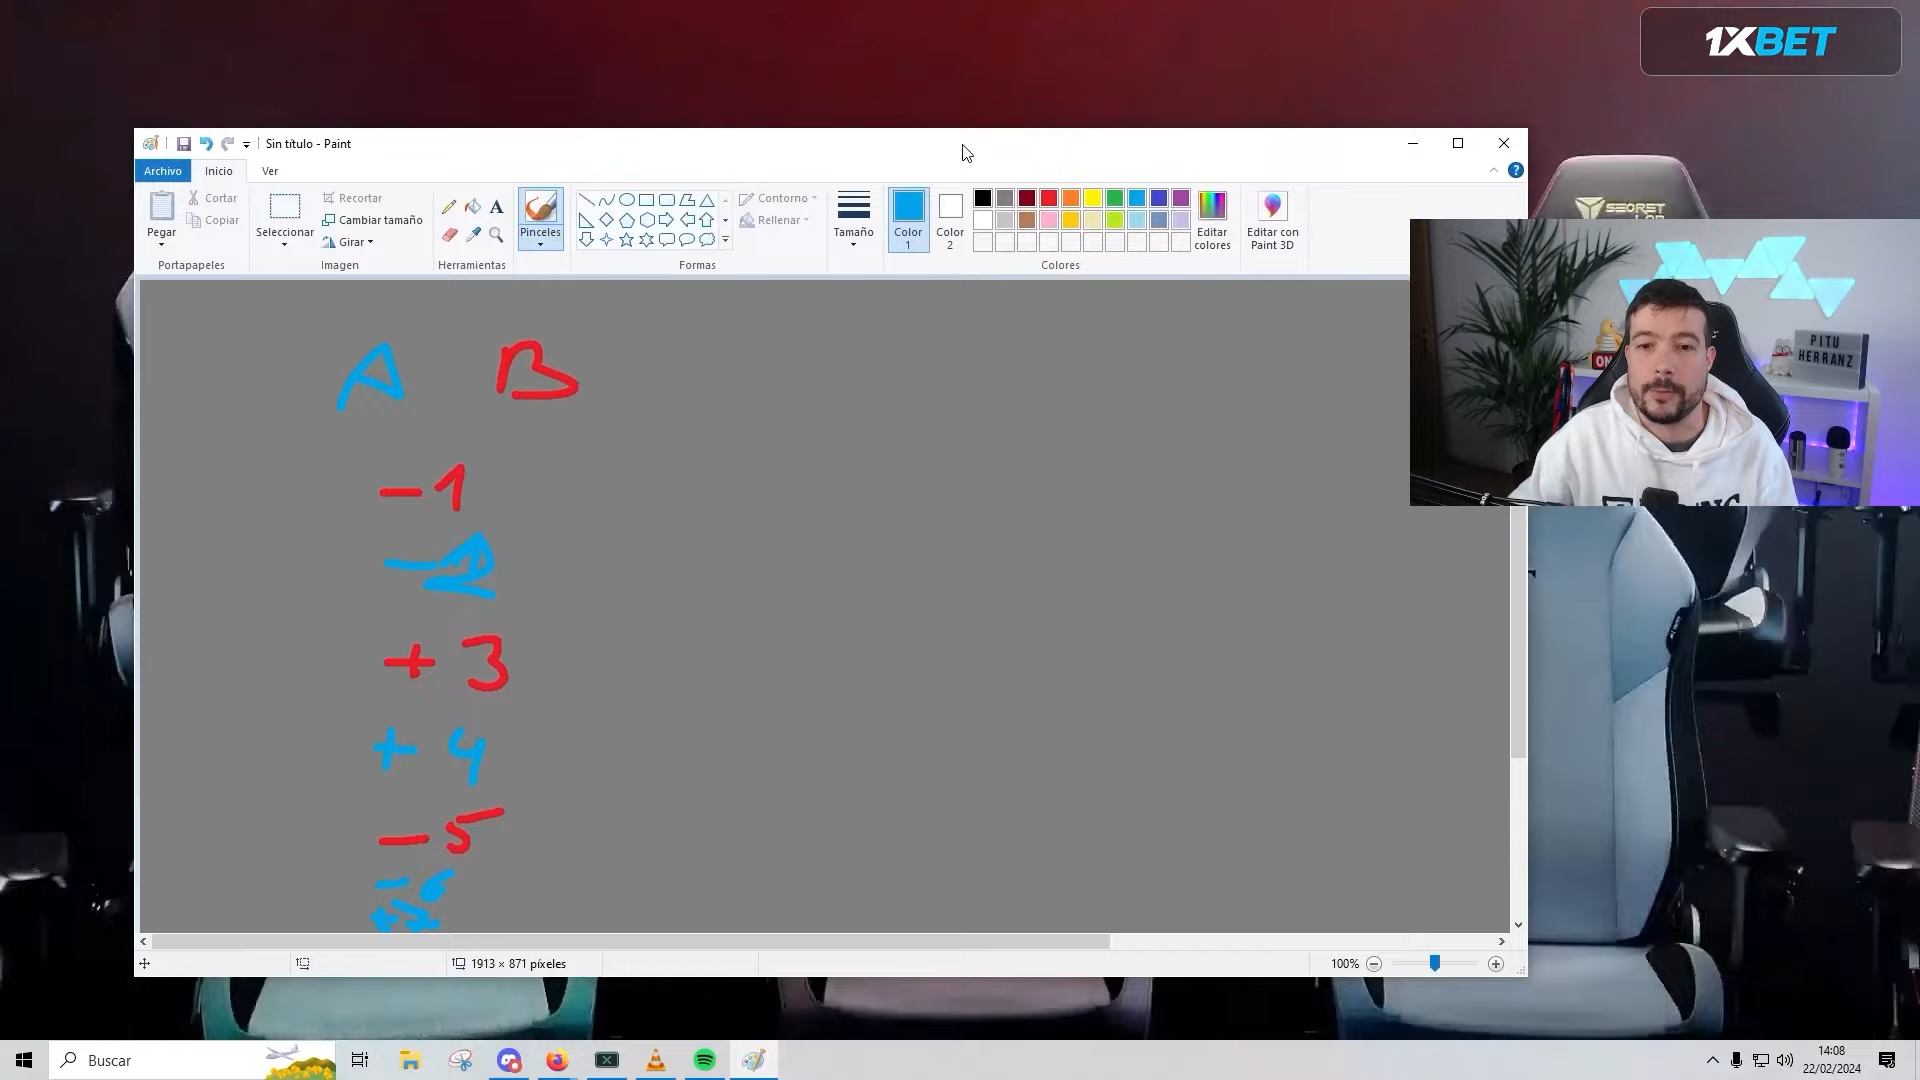 1XBET
Sin título - Paint
Archivo Inicio Ver
Pegar
Cortar
Copiar
Portapapeles
Seleccionar
Recortar
Cambiar tamaño
Girar
Imagen
A
Herramientas
Pinceles
Contorno
Rellenar
Formas
Tamaño
Color 1
Color 2
Editar colores
Colores
Editar con Paint 3D
SECRET
PITU
HERRANZ
A B
- 1
- 2
+ 3
+ 4
- 5
- 6
1913 × 871 píxeles
100%
Buscar
14:08
22/02/2024